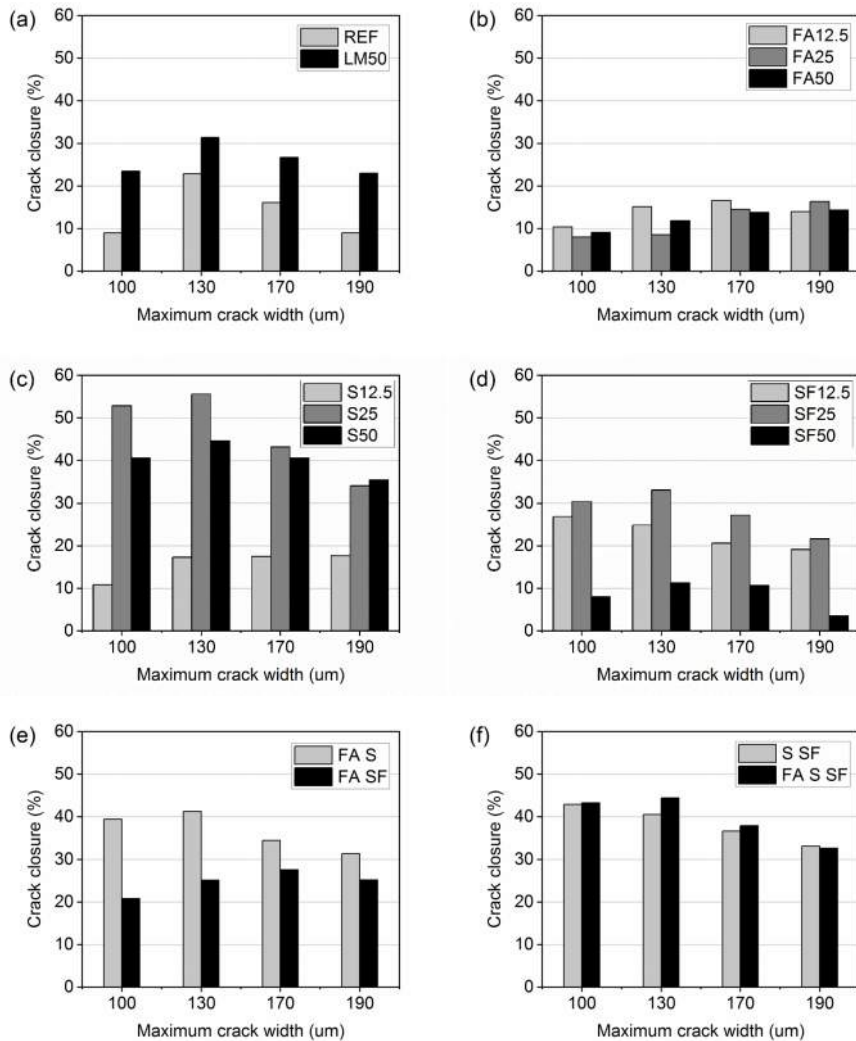 (a)
REF
LM50
Crack closure (%)
60
50
40
30
20
10
0
100 130 170 190
Maximum crack width (um)
(b)
FA12.5
FA25
FA50
Crack closure (%)
60
50
40
30
20
10
0
100 130 170 190
Maximum crack width (um)
(c)
S12.5
S25
S50
Crack closure (%)
60
50
40
30
20
10
0
100 130 170 190
Maximum crack width (um)
(d)
SF12.5
SF25
SF50
Crack closure (%)
60
50
40
30
20
10
0
100 130 170 190
Maximum crack width (um)
(e)
FA S
FA SF
Crack closure (%)
60
50
40
30
20
10
0
100 130 170 190
Maximum crack width (um)
(f)
S SF
FA S SF
Crack closure (%)
60
50
40
30
20
10
0
100 130 170 190
Maximum crack width (um)